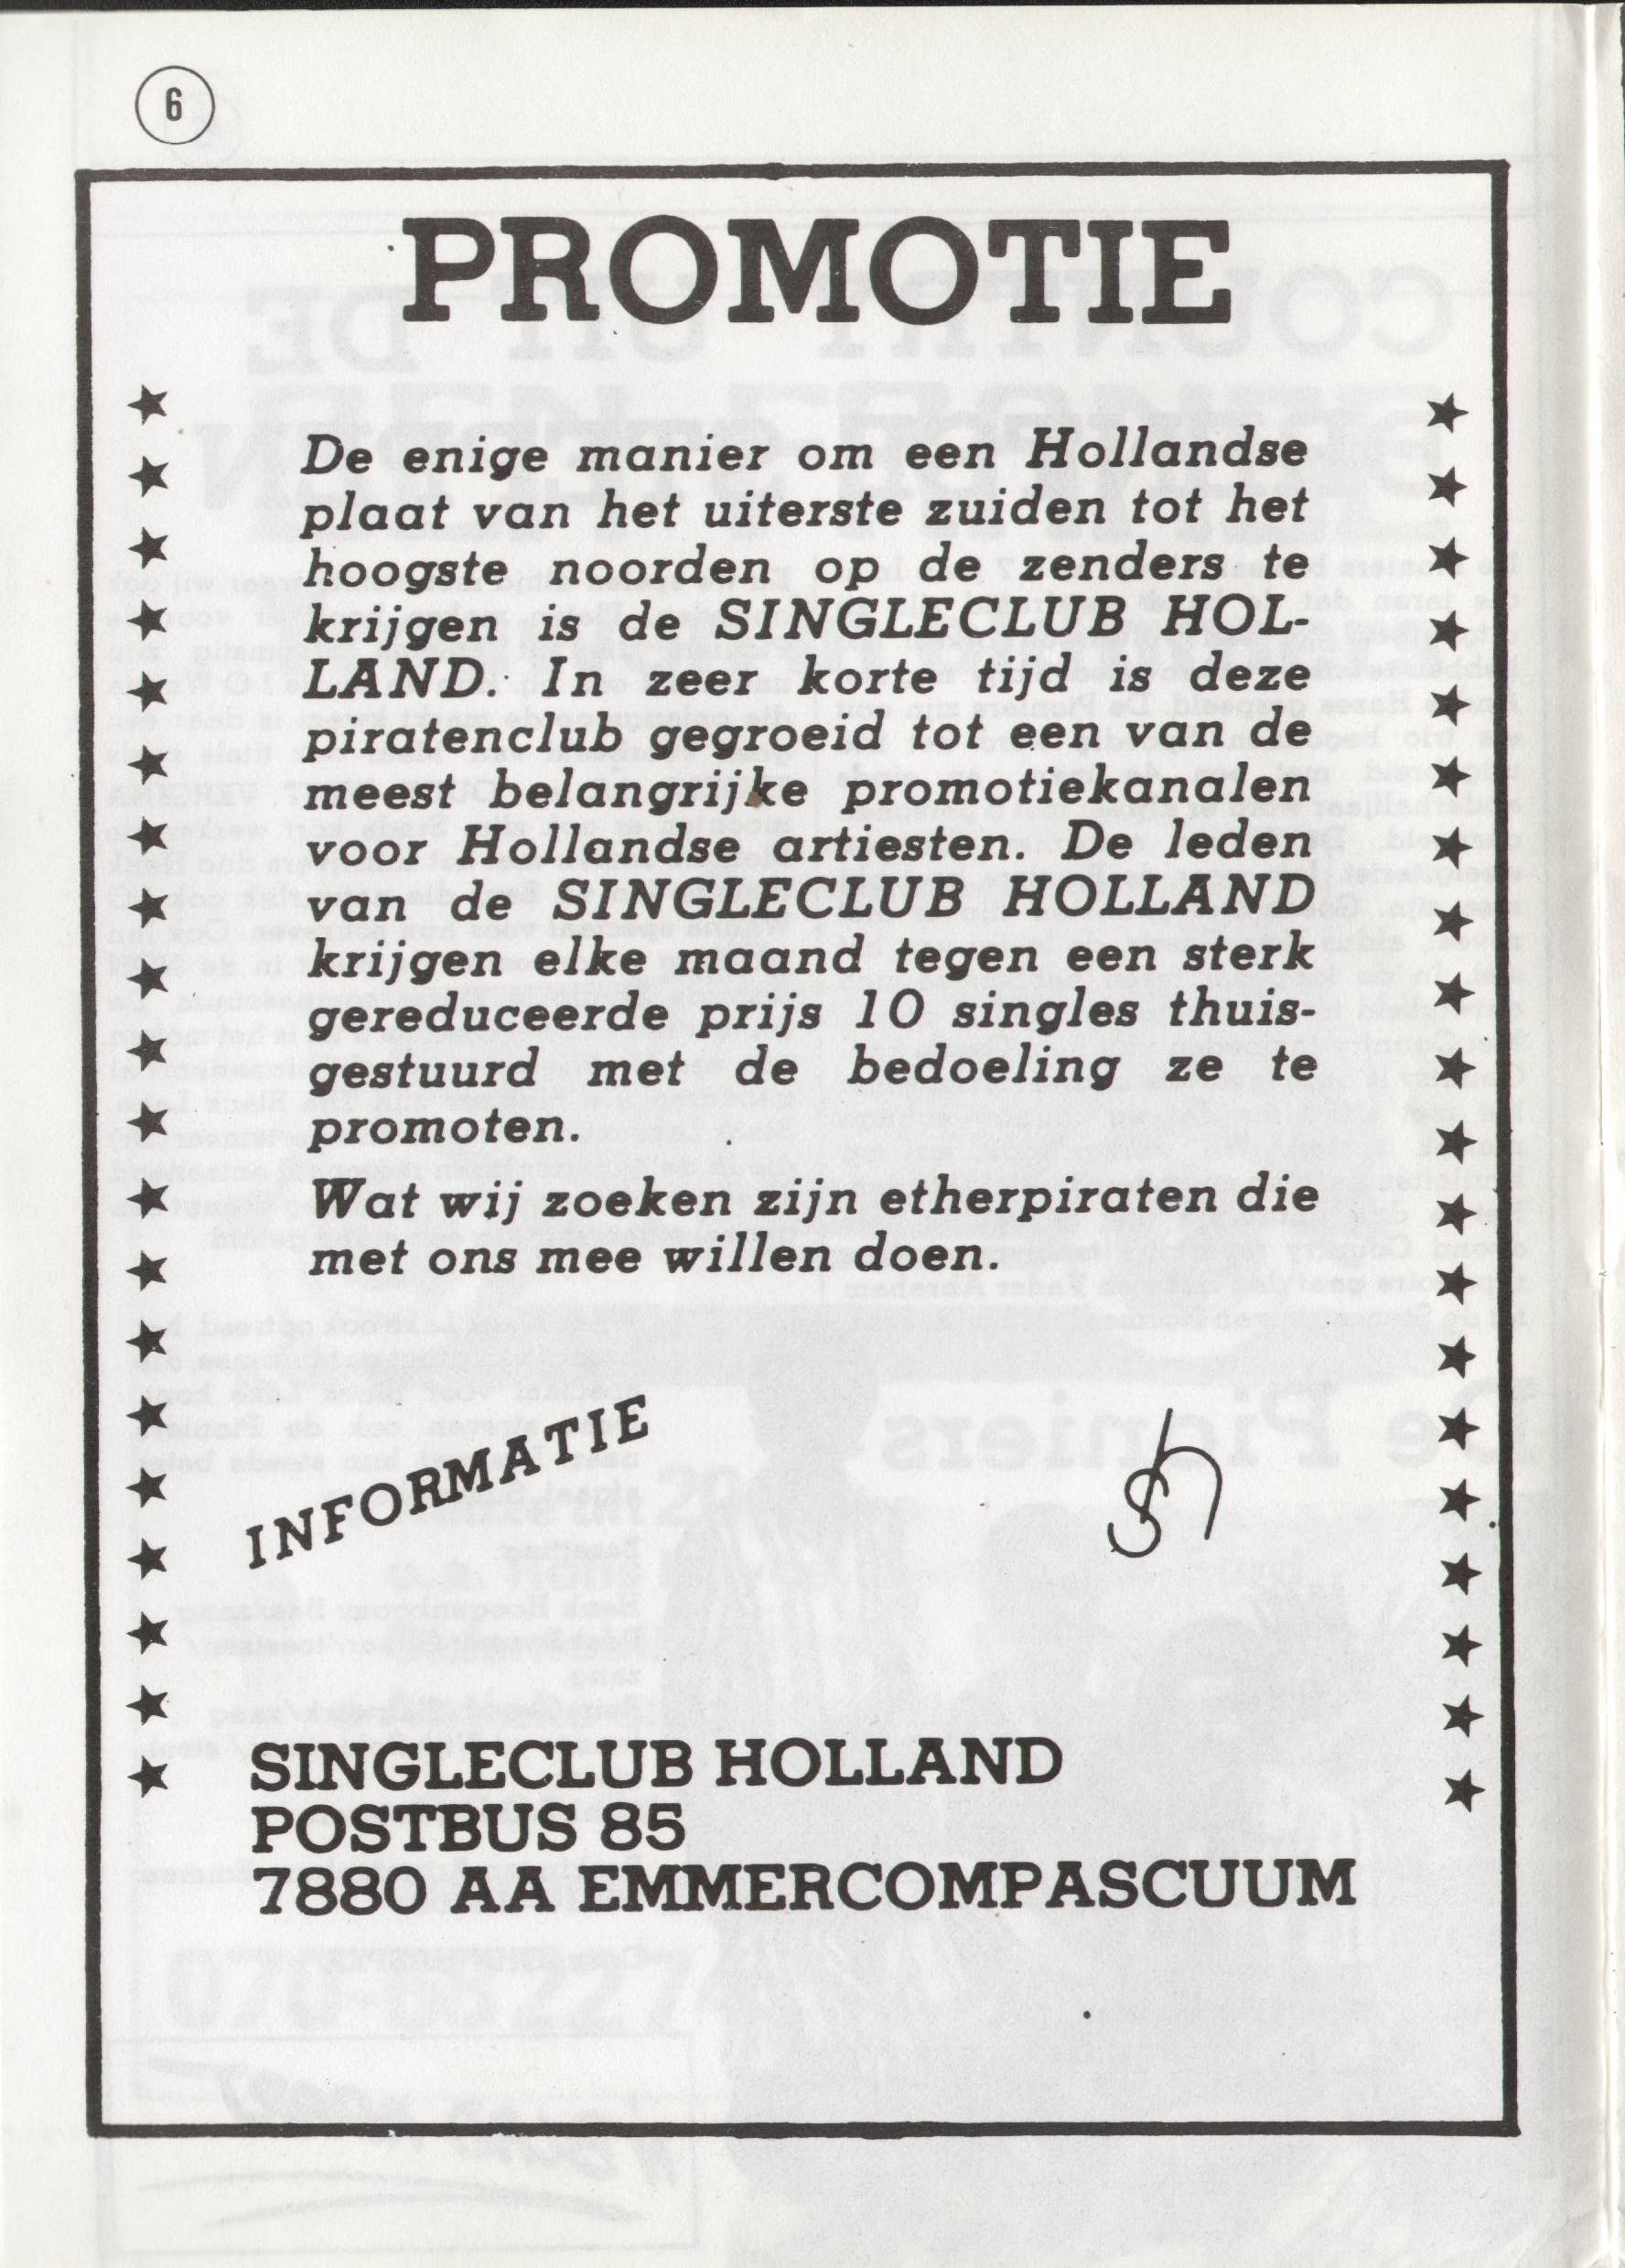 6
PROMOTIE
De enige manier om een Hollandse
plaat van het uiterste zuiden tot het
hoogste noorden op de zenders te
krijgen is de SINGLECLUB HOL-
LAND. In zeer korte tijd is deze
piratenclub gegroeid tot een van de
meest belangrijke promotiekanalen
voor Hollandse artiesten. De leden
van de SINGLECLUB HOLLAND
krijgen elke maand tegen een sterk
gereduceerde prijs 10 singles thuis-
gestuurd met de bedoeling ze te
promoten.
Wat wij zoeken zijn etherpiraten die
met ons mee willen doen.
INFORMATIE
sh
SINGLECLUB HOLLAND
POSTBUS 85
7880 AA EMMERCOMPASCUUM